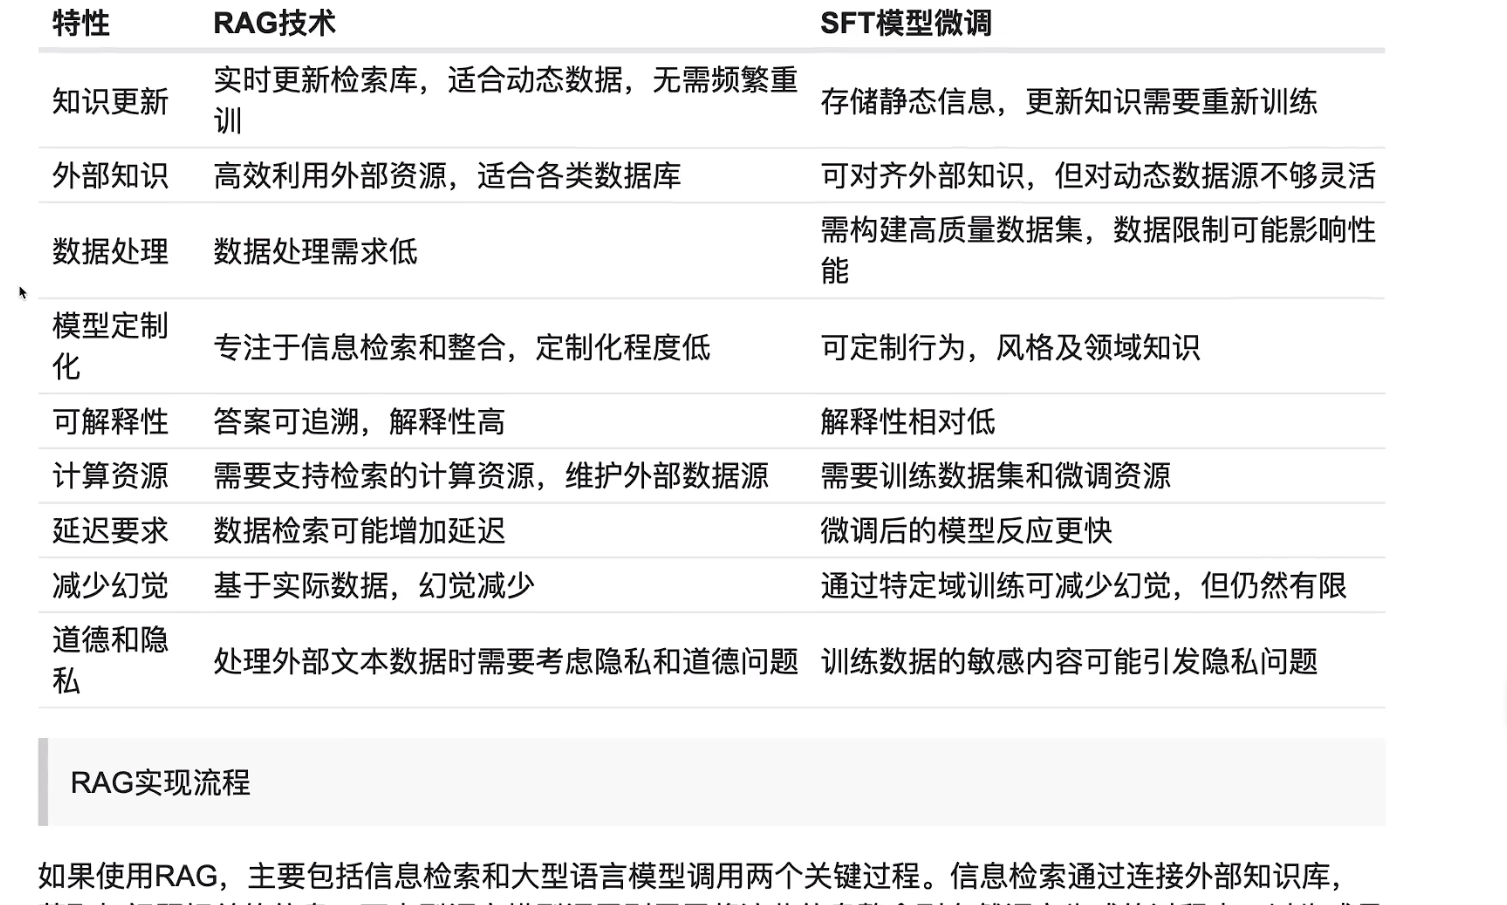 特性 RAG技术 SFT模型微调
知识更新 实时更新检索库，适合动态数据，无需频繁重训 存储静态信息，更新知识需要重新训练
外部知识 高效利用外部资源，适合各类数据库 可对齐外部知识，但对动态数据源不够灵活
数据处理 数据处理需求低 需构建高质量数据集，数据限制可能影响性能
模型定制化 专注于信息检索和整合，定制化程度低 可定制行为，风格及领域知识
可解释性 答案可追溯，解释性高 解释性相对低
计算资源 需要支持检索的计算资源，维护外部数据源 需要训练数据集和微调资源
延迟要求 数据检索可能增加延迟 微调后的模型反应更快
减少幻觉 基于实际数据，幻觉减少 通过特定域训练可减少幻觉，但仍然有限
道德和隐私 处理外部文本数据时需要考虑隐私和道德问题 训练数据的敏感内容可能引发隐私问题
RAG实现流程
如果使用RAG，主要包括信息检索和大型语言模型调用两个关键过程。信息检索通过连接外部知识库，